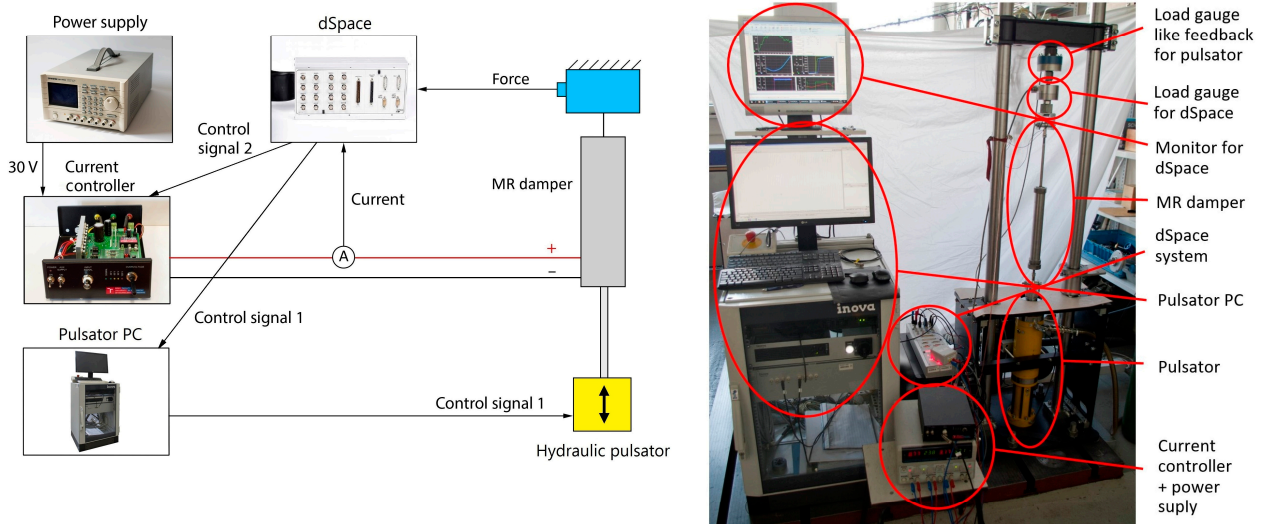 Power supply
dSpace
Force
Control
signal 2
30 V
Current
controller
Current
MR damper
A
+
–
Control signal 1
Pulsator PC
Control signal 1
Hydraulic pulsator
inova
Load gauge
like feedback
for pulsator
Load gauge
for dSpace
Monitor for
dSpace
MR damper
dSpace
system
Pulsator PC
Pulsator
Current
controller
+ power
suply